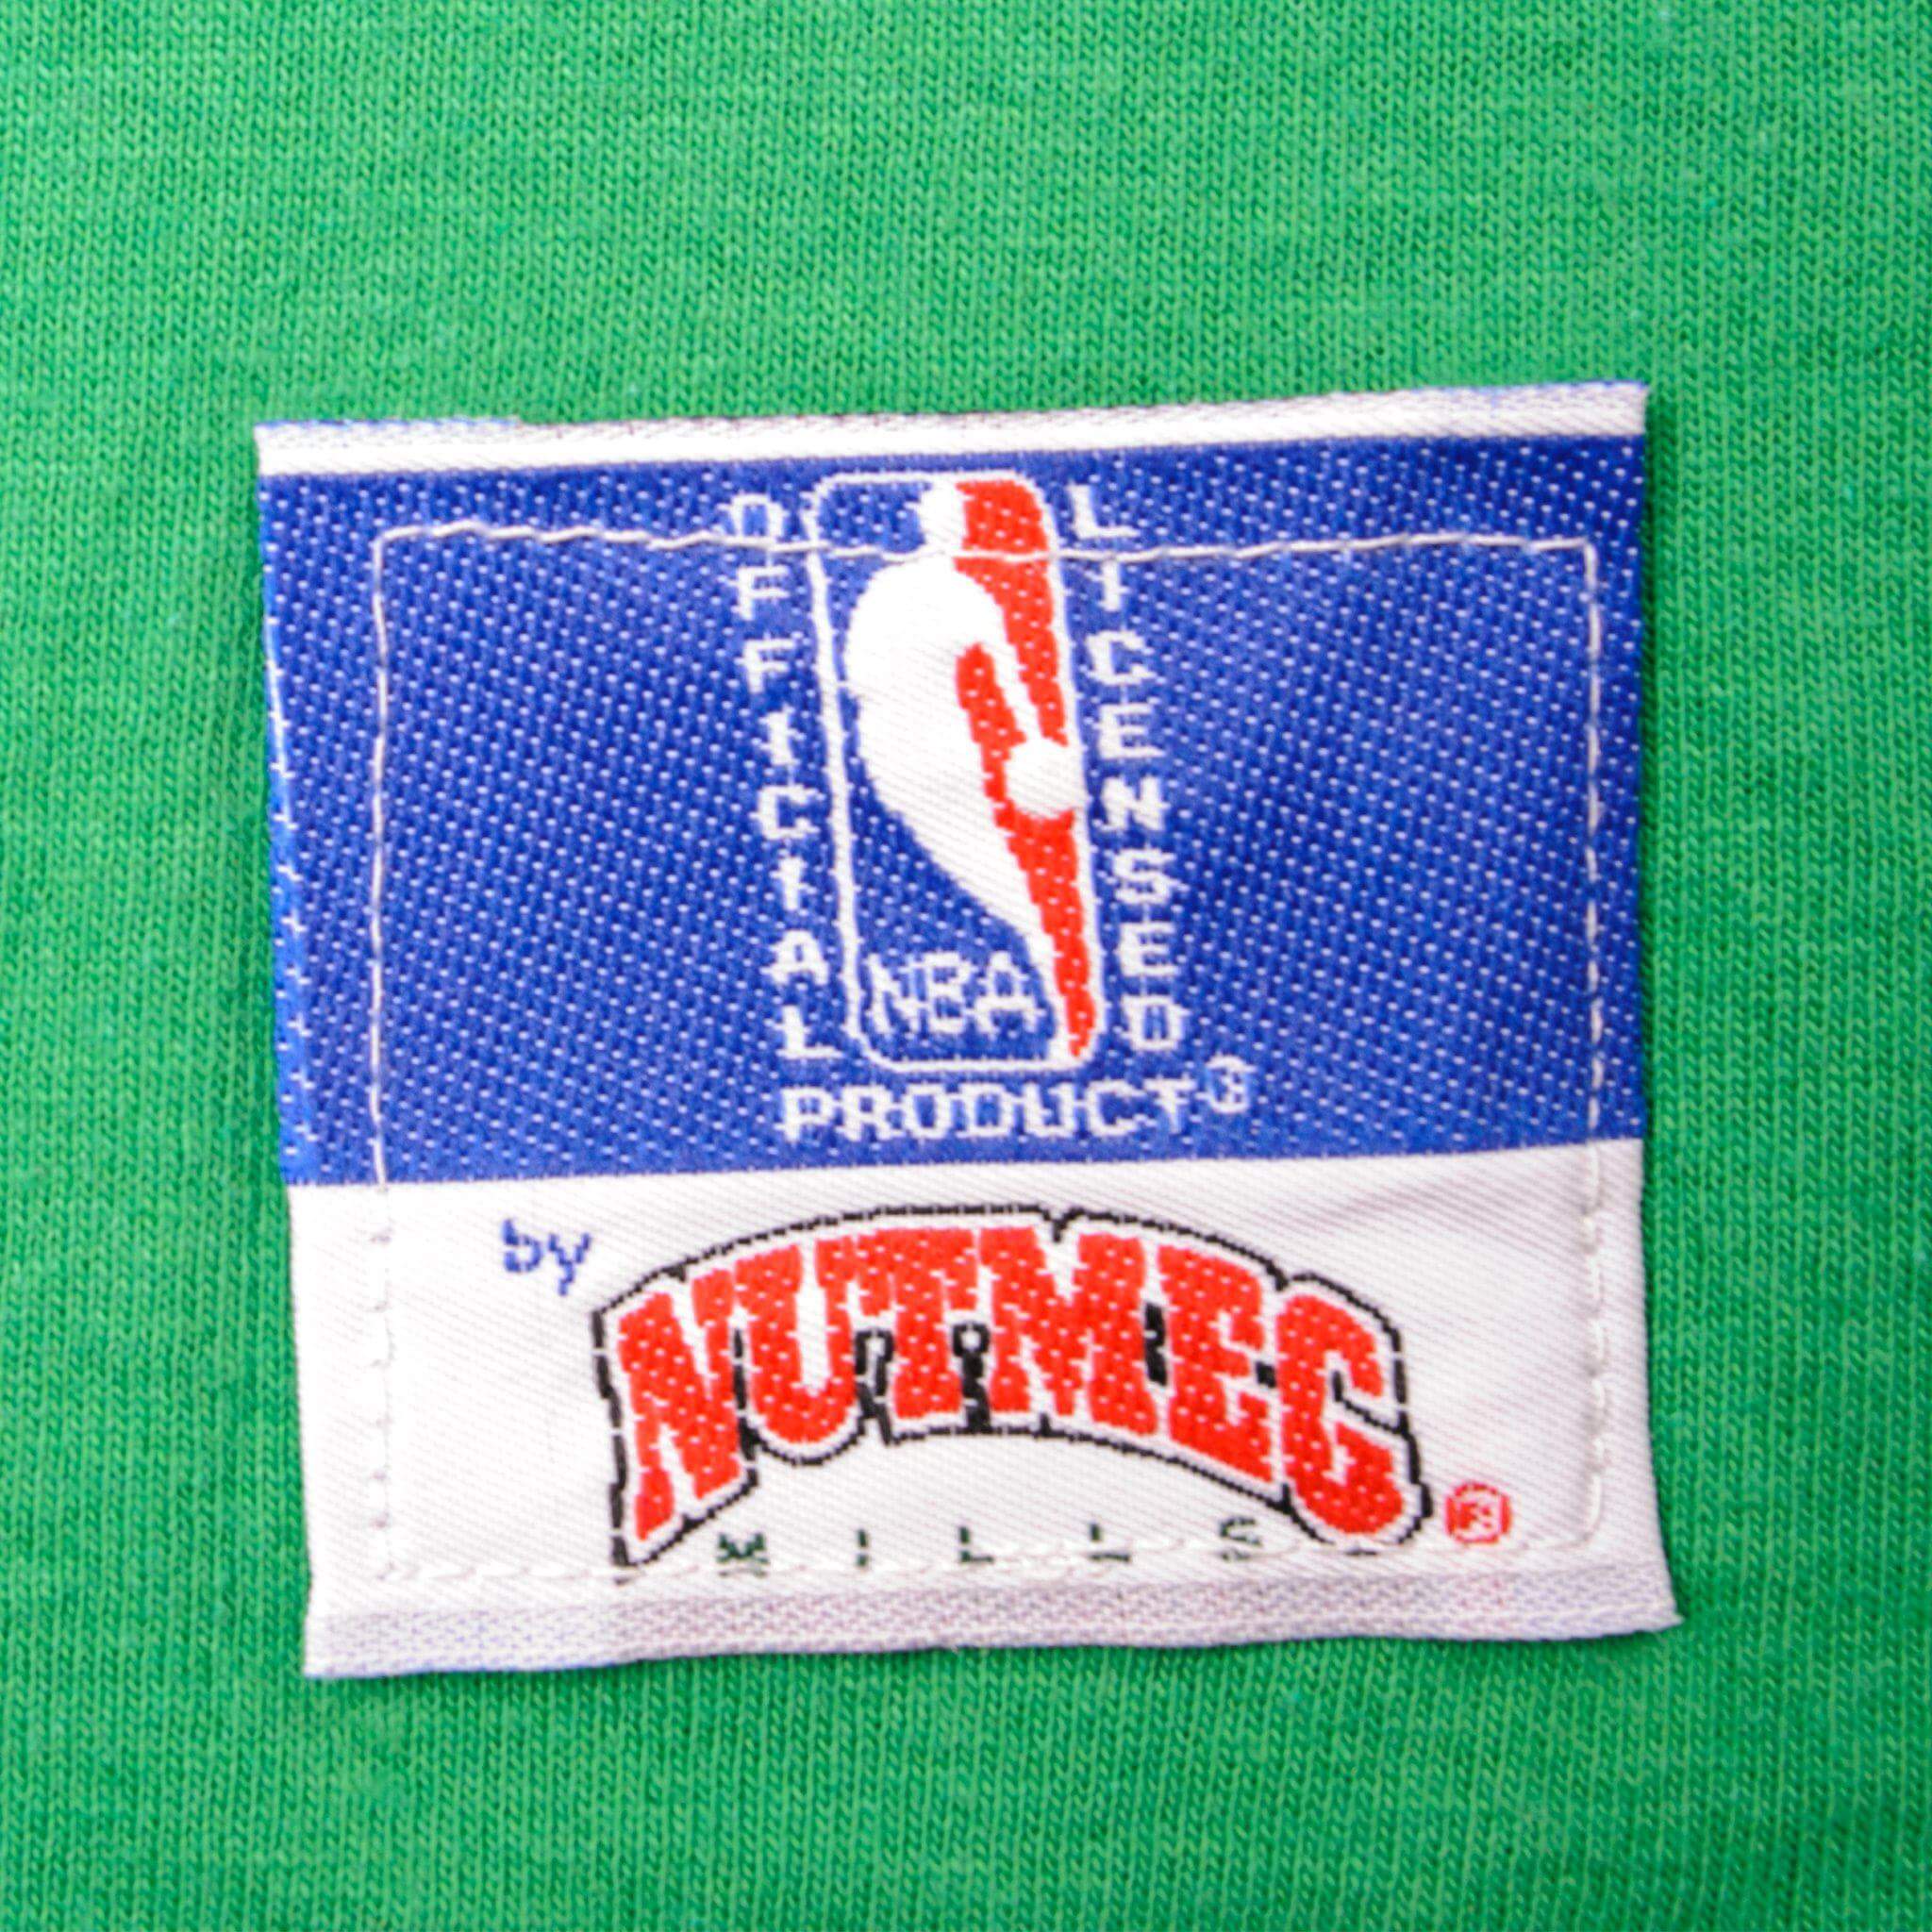 OFFICIAL
LICENSED
NBA
PRODUCT®
by
NUTMEG
MILLS
®